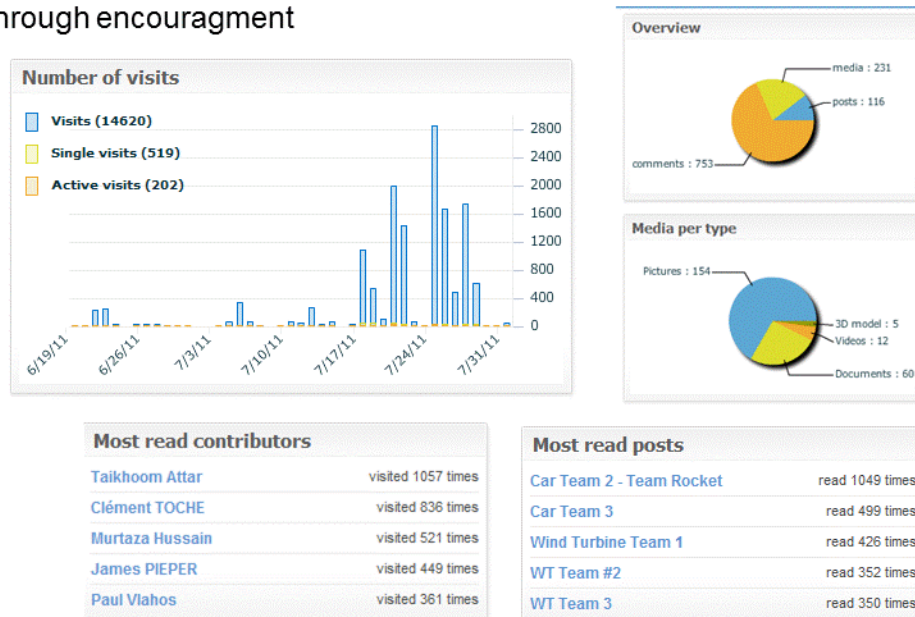 hrough encouragment
Number of visits
Visits (14620)
Single visits (519)
Active visits (202)
2800
2400
2000
1600
1200
800
400
0
6/19/11
6/26/11
7/3/11
7/10/11
7/17/11
7/24/11
7/31/11
Overview
media : 231
posts : 116
comments : 753
Media per type
Pictures : 154
3D model : 5
Videos : 12
Documents : 60
Most read contributors
Taikhoom Attar visited 1057 times
Clément TOCHE visited 836 times
Murtaza Hussain visited 521 times
James PIEPER visited 449 times
Paul Vlahos visited 361 times
Most read posts
Car Team 2 - Team Rocket read 1049 times
Car Team 3 read 499 times
Wind Turbine Team 1 read 426 times
WT Team #2 read 352 times
WT Team 3 read 350 times